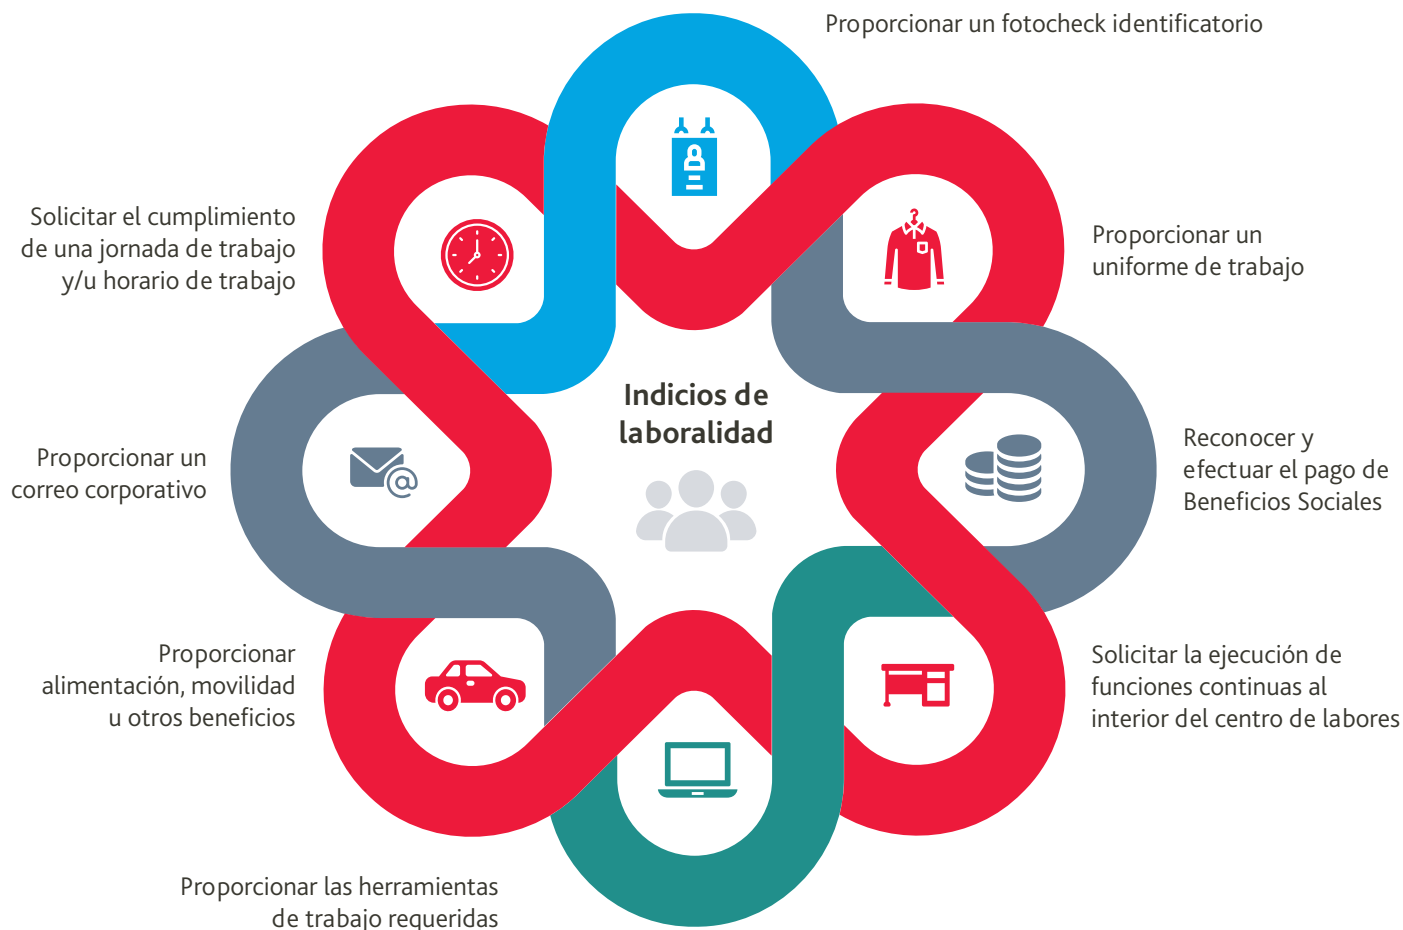 Proporcionar un fotocheck identificatorio
Solicitar el cumplimiento
de una jornada de trabajo
y/u horario de trabajo
Proporcionar un
uniforme de trabajo
Indicios de
laboralidad
Proporcionar un
correo corporativo
Reconocer y
efectuar el pago de
Beneficios Sociales
Proporcionar
alimentación, movilidad
u otros beneficios
Solicitar la ejecución de
funciones continuas al
interior del centro de labores
Proporcionar las herramientas
de trabajo requeridas